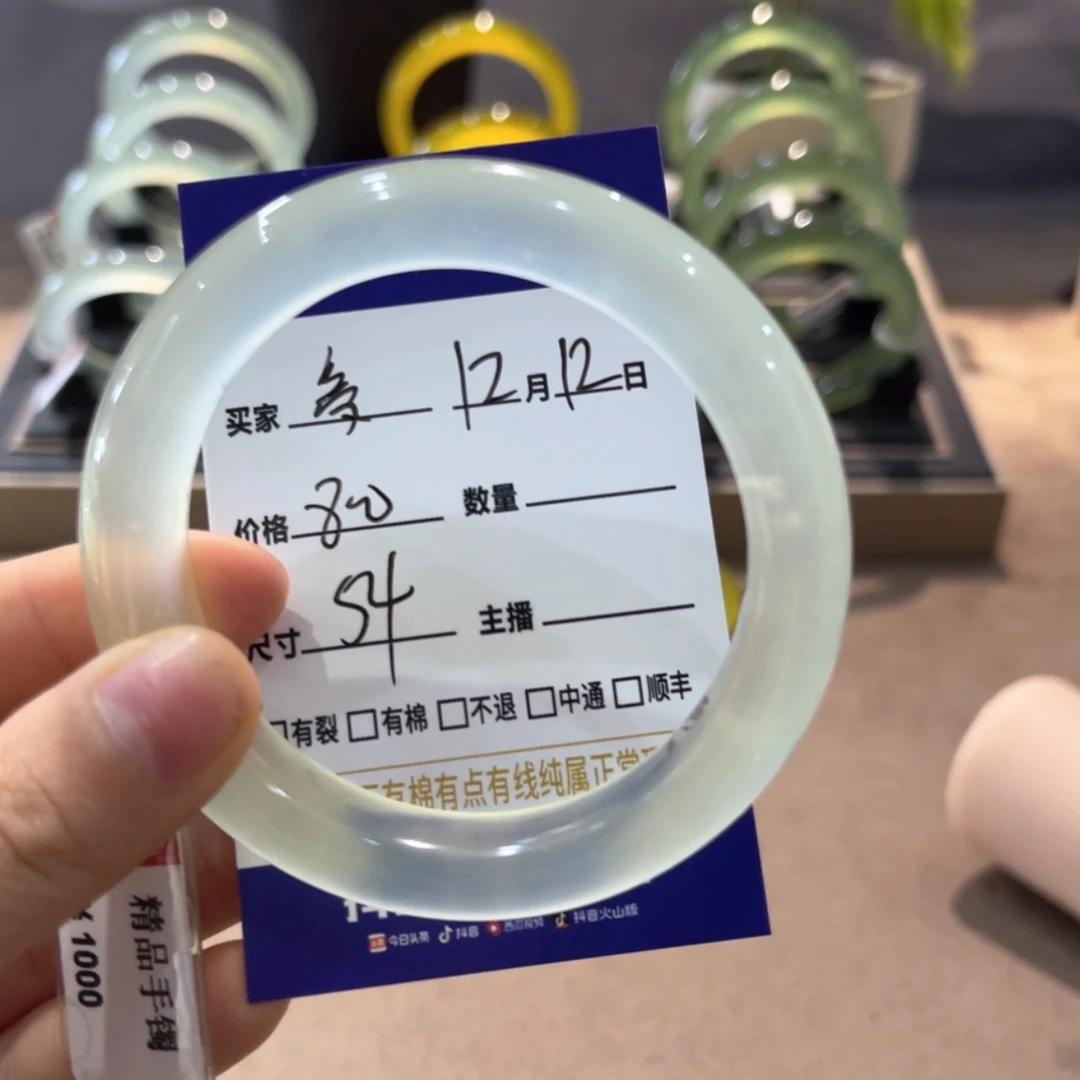 买家 12月12日
价格 80 数量
尺寸 54 主播
有裂 □有棉 □不退 □中通 □顺丰
有棉有点有线纯属正常
今日头条 抖音 西瓜视频 抖音火山版
精品手镯
¥1000